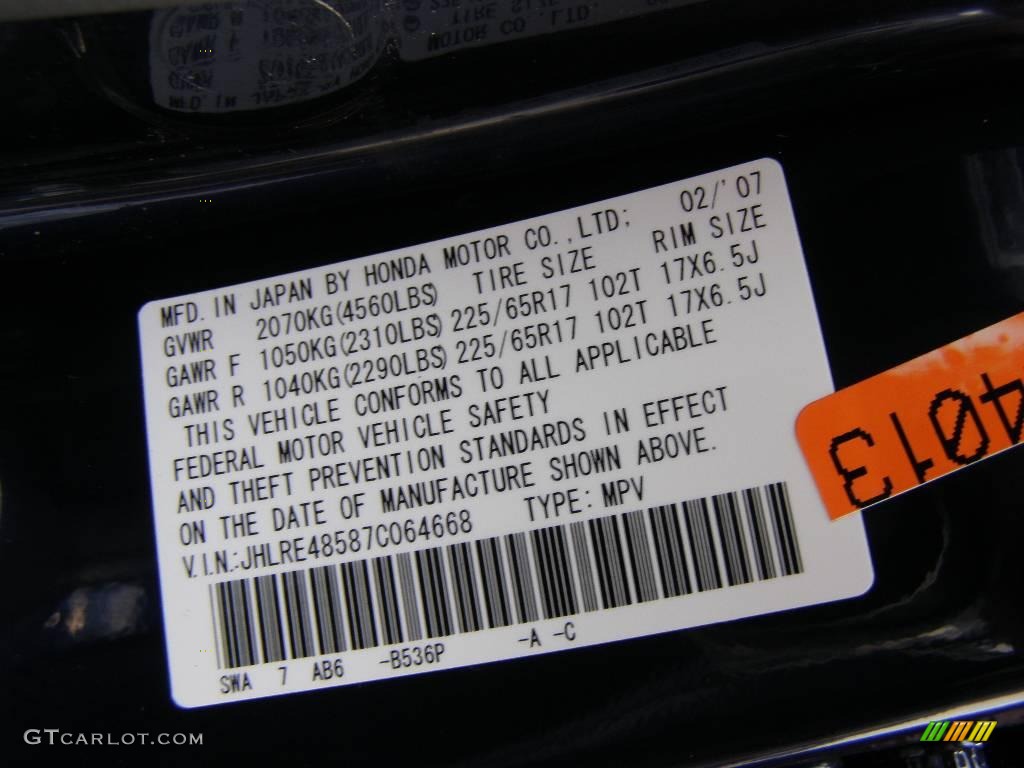 MFD. IN JAPAN BY HONDA MOTOR CO.,LTD; 02/'07
GVWR 2070KG(4560LBS) TIRE SIZE RIM SIZE
GAWR F 1050KG(2310LBS) 225/65R17 102T 17X6.5J
GAWR R 1040KG(2290LBS) 225/65R17 102T 17X6.5J
THIS VEHICLE CONFORMS TO ALL APPLICABLE
FEDERAL MOTOR VEHICLE SAFETY
AND THEFT PREVENTION STANDARDS IN EFFECT
ON THE DATE OF MANUFACTURE SHOWN ABOVE.
V.I.N.:JHLRE48587C064668 TYPE: MPV
SWA 7 AB6 -B536P -A -C
4013
GTCARLOT.COM